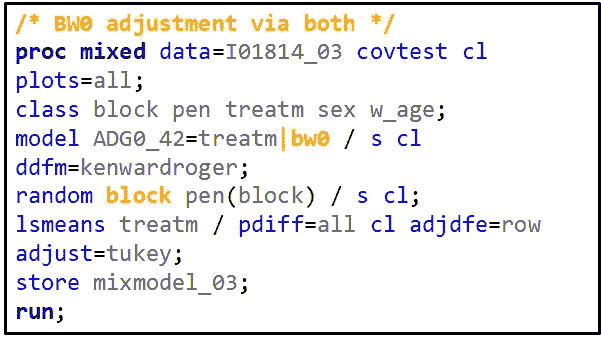 /* BW0 adjustment via both */
proc mixed data=I01814_03 covtest cl
plots=all;
class block pen treatm sex w_age;
model ADG0_42=treatm|bw0 / s cl
ddfm=kenwardroger;
random block pen(block) / s cl;
lsmeans treatm / pdiff=all cl adjdfe=row
adjust=tukey;
store mixmodel_03;
run;